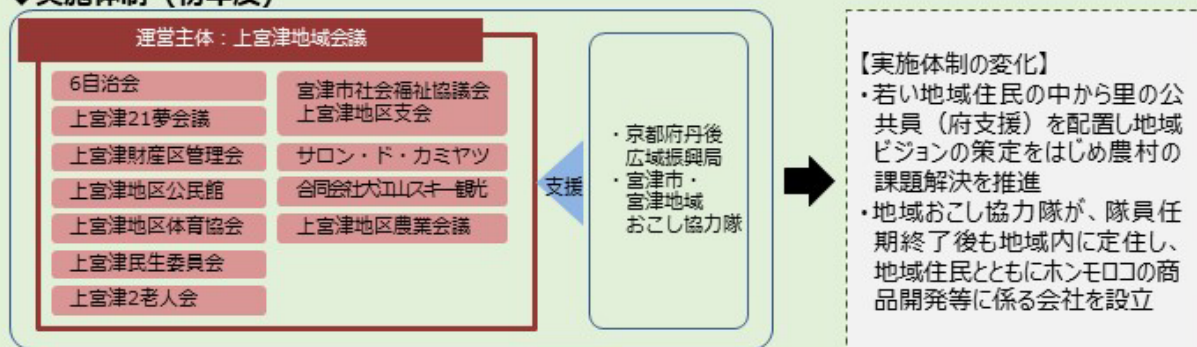 ◆実施体制（初年度）
運営主体：上宮津地域会議
6自治会
上宮津21夢会議
上宮津財産区管理会
上宮津地区公民館
上宮津地区体育協会
上宮津民生委員会
上宮津2老人会
宮津市社会福祉協議会
上宮津地区支会
サロン・ド・カミヤツ
合同会社大江山スキー観光
上宮津地区農業会議
支援
・京都府丹後
広域振興局
・宮津市・
宮津地域
おこし協力隊
【実施体制の変化】
・若い地域住民の中から里の公
共員（府支援）を配置し地域
ビジョンの策定をはじめ農村の
課題解決を推進
・地域おこし協力隊が、隊員任
期終了後も地域内に定住し、
地域住民とともにホンモロコの商
品開発等に係る会社を設立